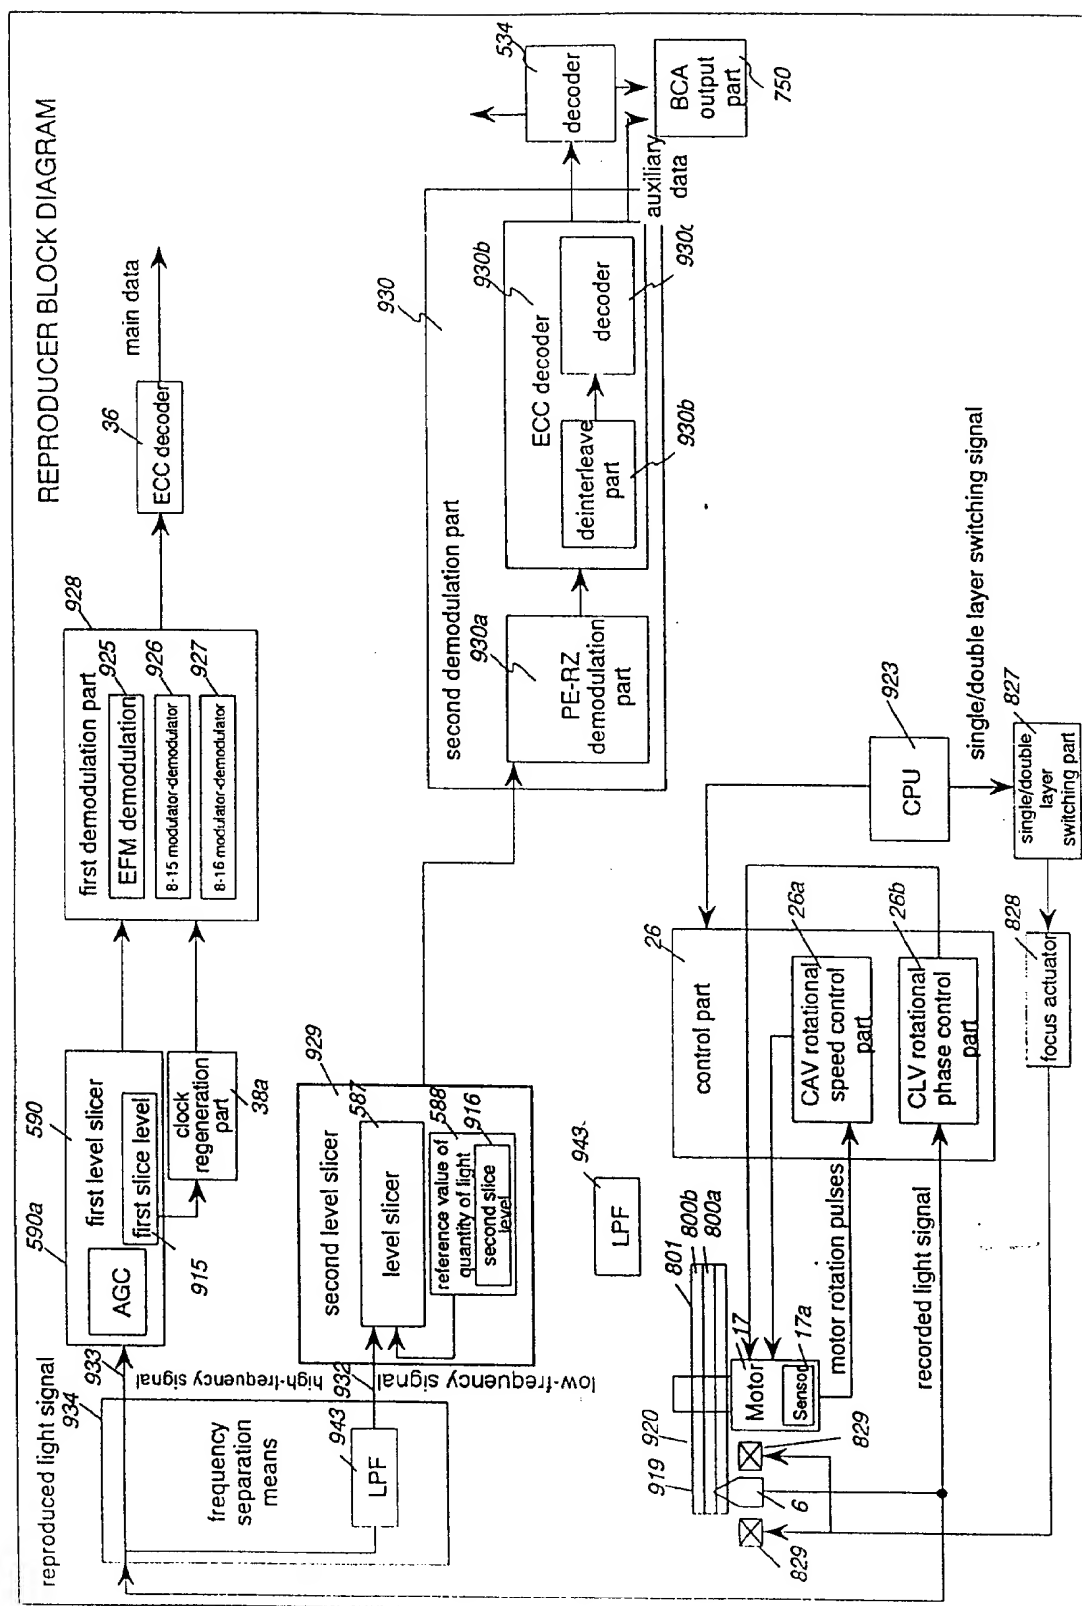 REPRODUCER BLOCK DIAGRAM
reproduced light signal
934
frequency
separation
means
943
LPF
933
high-frequency signal
932
low-frequency signal
590a
590
first level slicer
AGC
first slice level
915
clock
regeneration
part
38a
928
first demodulation part
925
EFM demodulation
926
8-15 modulator-demodulator
927
8-16 modulator-demodulator
36
ECC decoder
main data
929
second level slicer
587
level slicer
588
reference value of
quantity of light
916
second slice
level
930
second demodulation part
930a
PE-RZ
demodulation
part
930b
ECC decoder
deinterleave
part
930b
decoder
930c
auxiliary
data
534
decoder
BCA
output
part
750
943
LPF
919
920
801
800b
800a
Motor
17
Sensor
17a
829
829
6
motor rotation pulses
recorded light signal
26
control part
26a
CAV rotational
speed control
part
26b
CLV rotational
phase control
part
923
CPU
single/double layer switching signal
827
single/double
layer
switching part
828
focus actuator